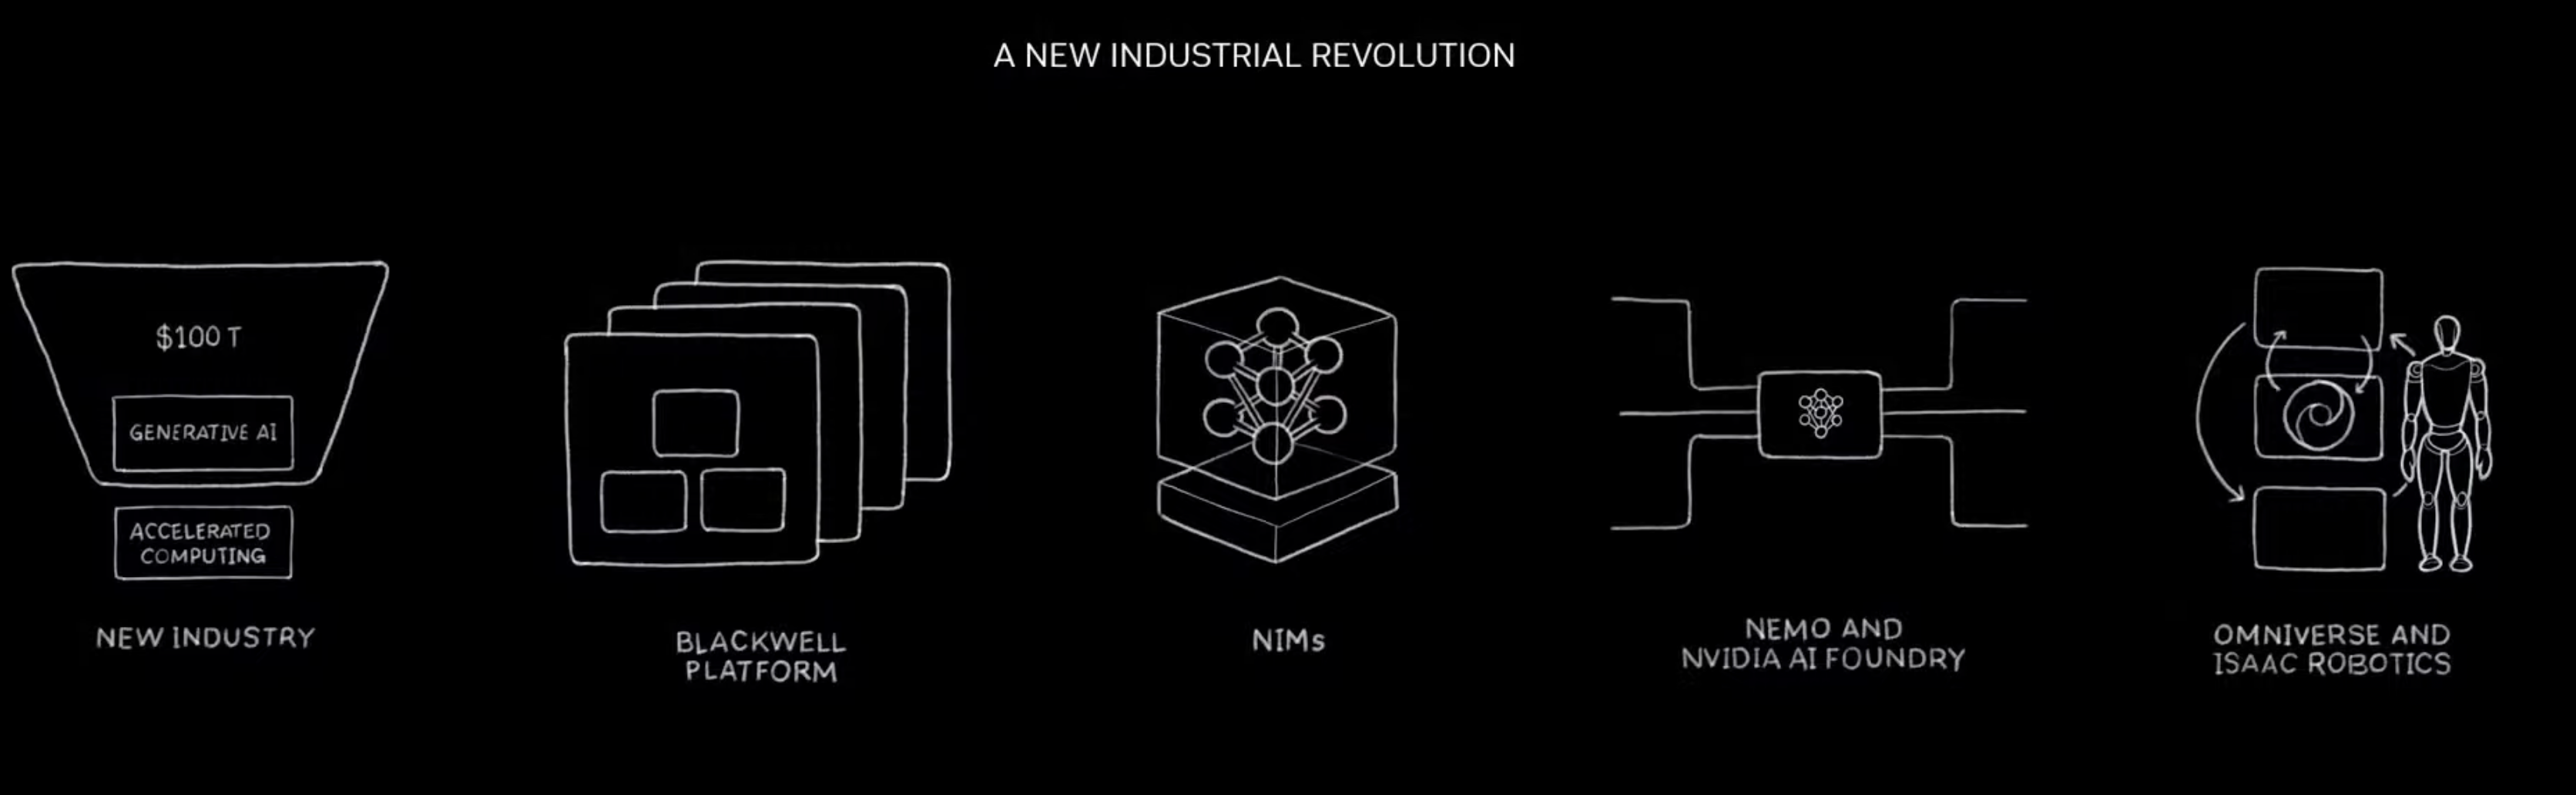 A NEW INDUSTRIAL REVOLUTION
$100 T
GENERATIVE AI
ACCELERATED
COMPUTING
NEW INDUSTRY
BLACKWELL
PLATFORM
NIMs
NEMO AND
NVIDIA AI FOUNDRY
OMNIVERSE AND
ISAAC ROBOTICS